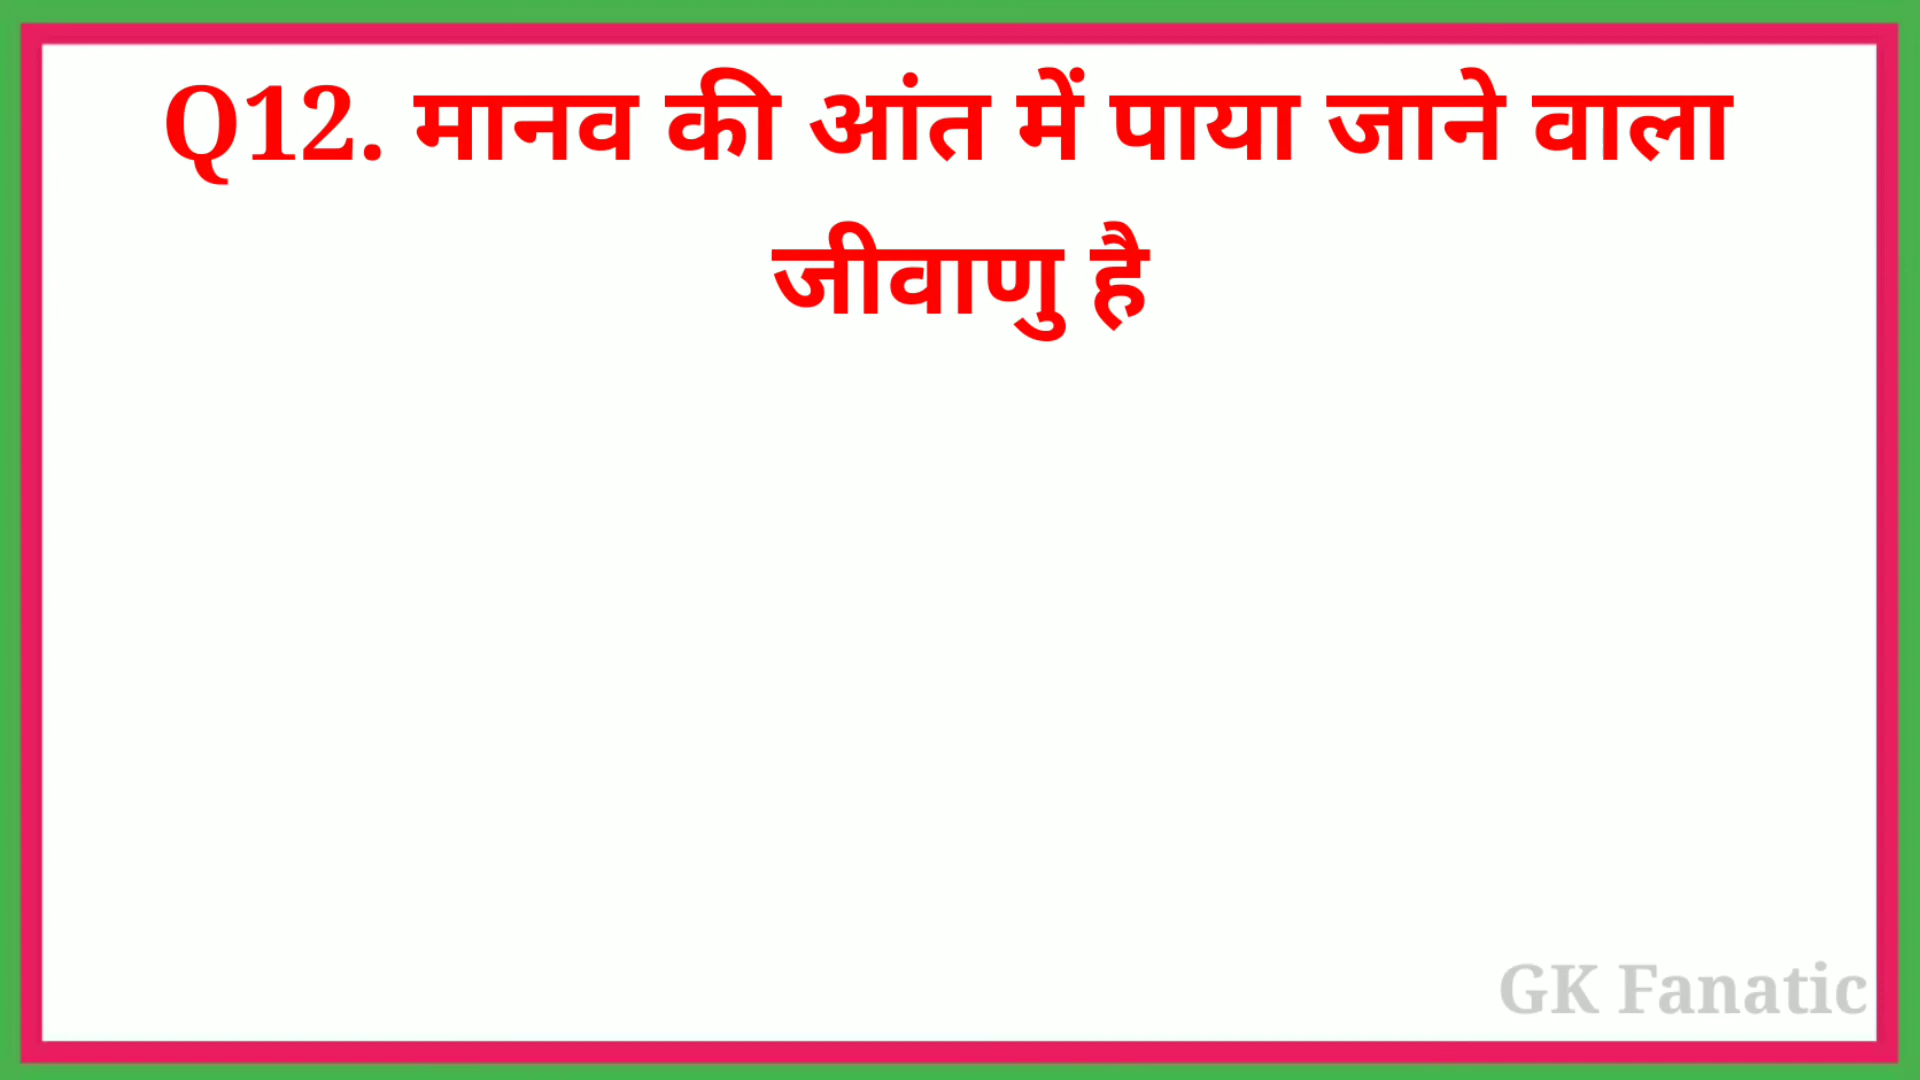 Q12. मानव की आंत में पाया जाने वाला
जीवाणु है
GK Fanatic